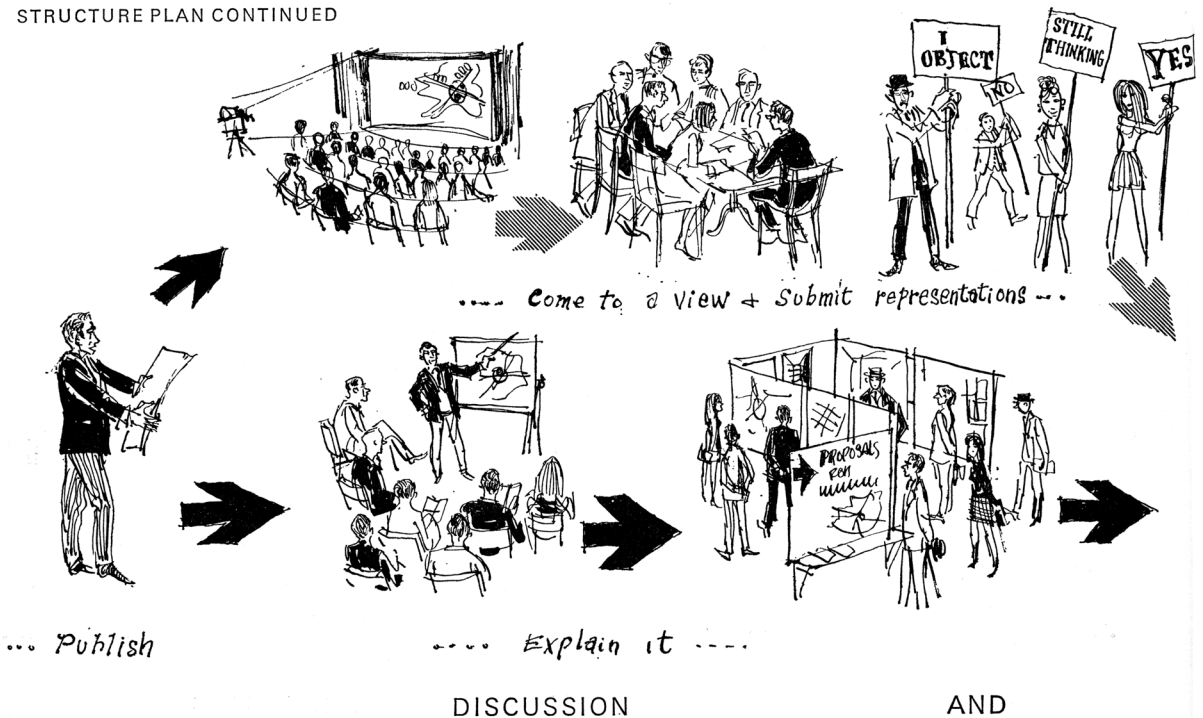 STRUCTURE PLAN CONTINUED
I
OBJECT
NO
STILL
THINKING
YES
.... Come to a view + Submit representations ....
PROPOSALS
FOR
... Publish
.... Explain it ....
DISCUSSION AND